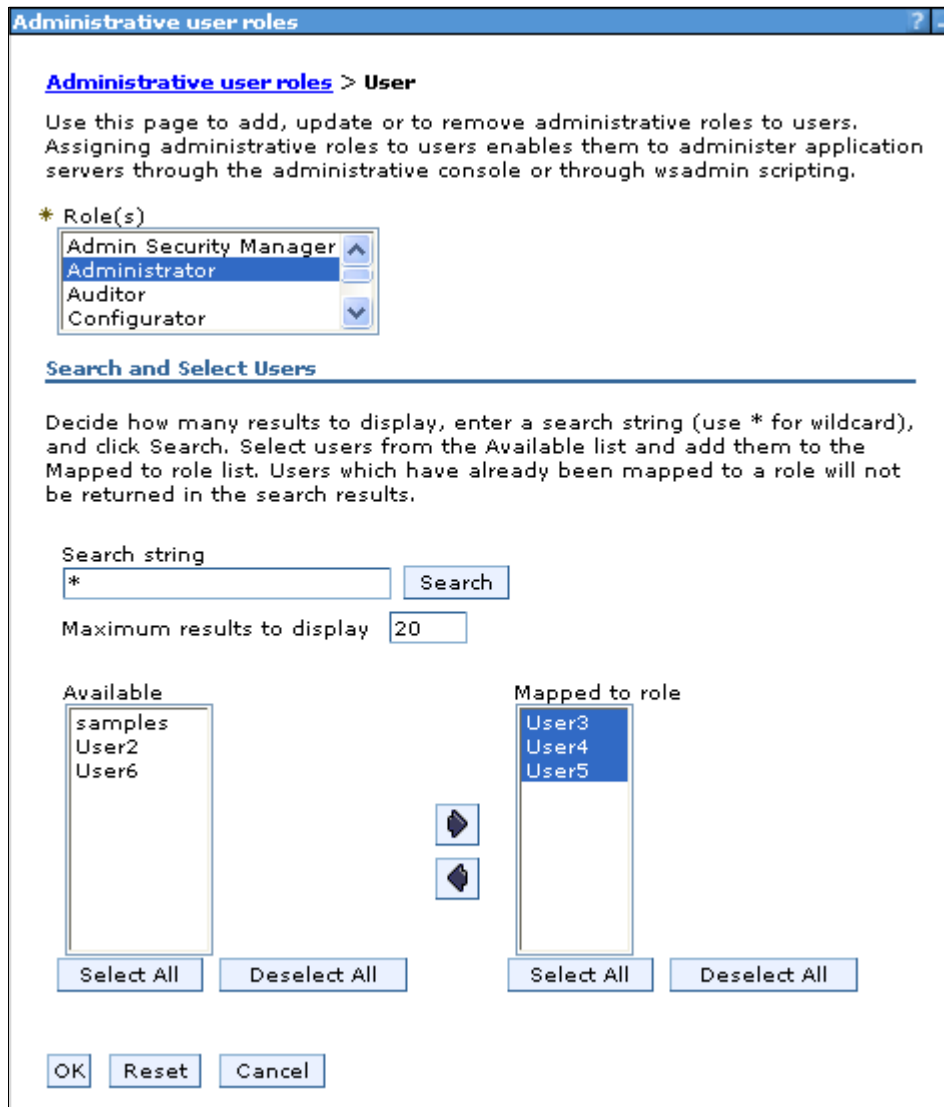 Administrative user roles ? -
Administrative user roles > User
Use this page to add, update or to remove administrative roles to users.
Assigning administrative roles to users enables them to administer application
servers through the administrative console or through wsadmin scripting.
* Role(s)
Admin Security Manager
Administrator
Auditor
Configurator
Search and Select Users
Decide how many results to display, enter a search string (use * for wildcard),
and click Search. Select users from the Available list and add them to the
Mapped to role list. Users which have already been mapped to a role will not
be returned in the search results.
Search string
* Search
Maximum results to display 20
Available Mapped to role
samples User3
User2 User4
User6 User5
Select All Deselect All Select All Deselect All
OK Reset Cancel